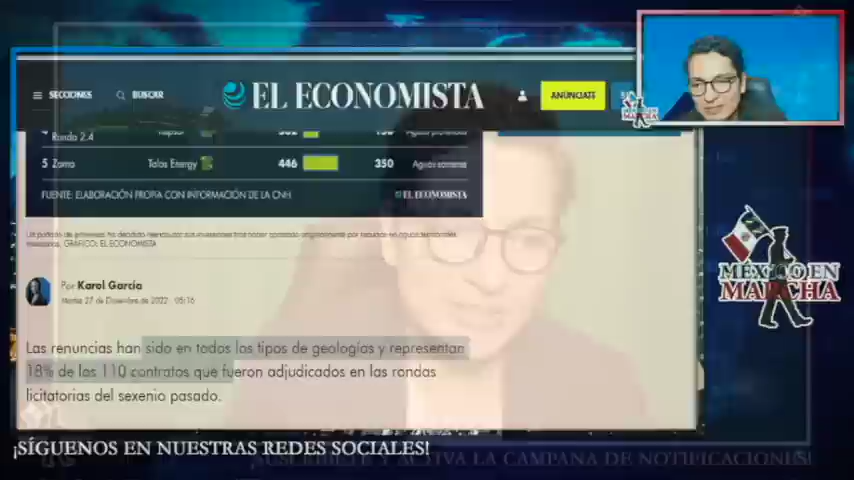 SECCIONES
BUSCAR
EL ECONOMISTA
ANÚNCIATE
Ronda 2.4
5 Zama Talos Energy 446 350 Aguas someras
FUENTE: ELABORACIÓN PROPIA CON INFORMACIÓN DE LA CNH
EL ECONOMISTA
GRÁFICO: EL ECONOMISTA
Por Karol García
Martes 27 de Diciembre de 2022 - 05:16
Las renuncias han sido en todos los tipos de geologías y representan
18% de los 110 contratos que fueron adjudicados en las rondas
licitatorias del sexenio pasado.
MÉXICO EN
MARCHA
¡SÍGUENOS EN NUESTRAS REDES SOCIALES!
¡SUSCRÍBETE Y ACTIVA LA CAMPANA DE NOTIFICACIONES!